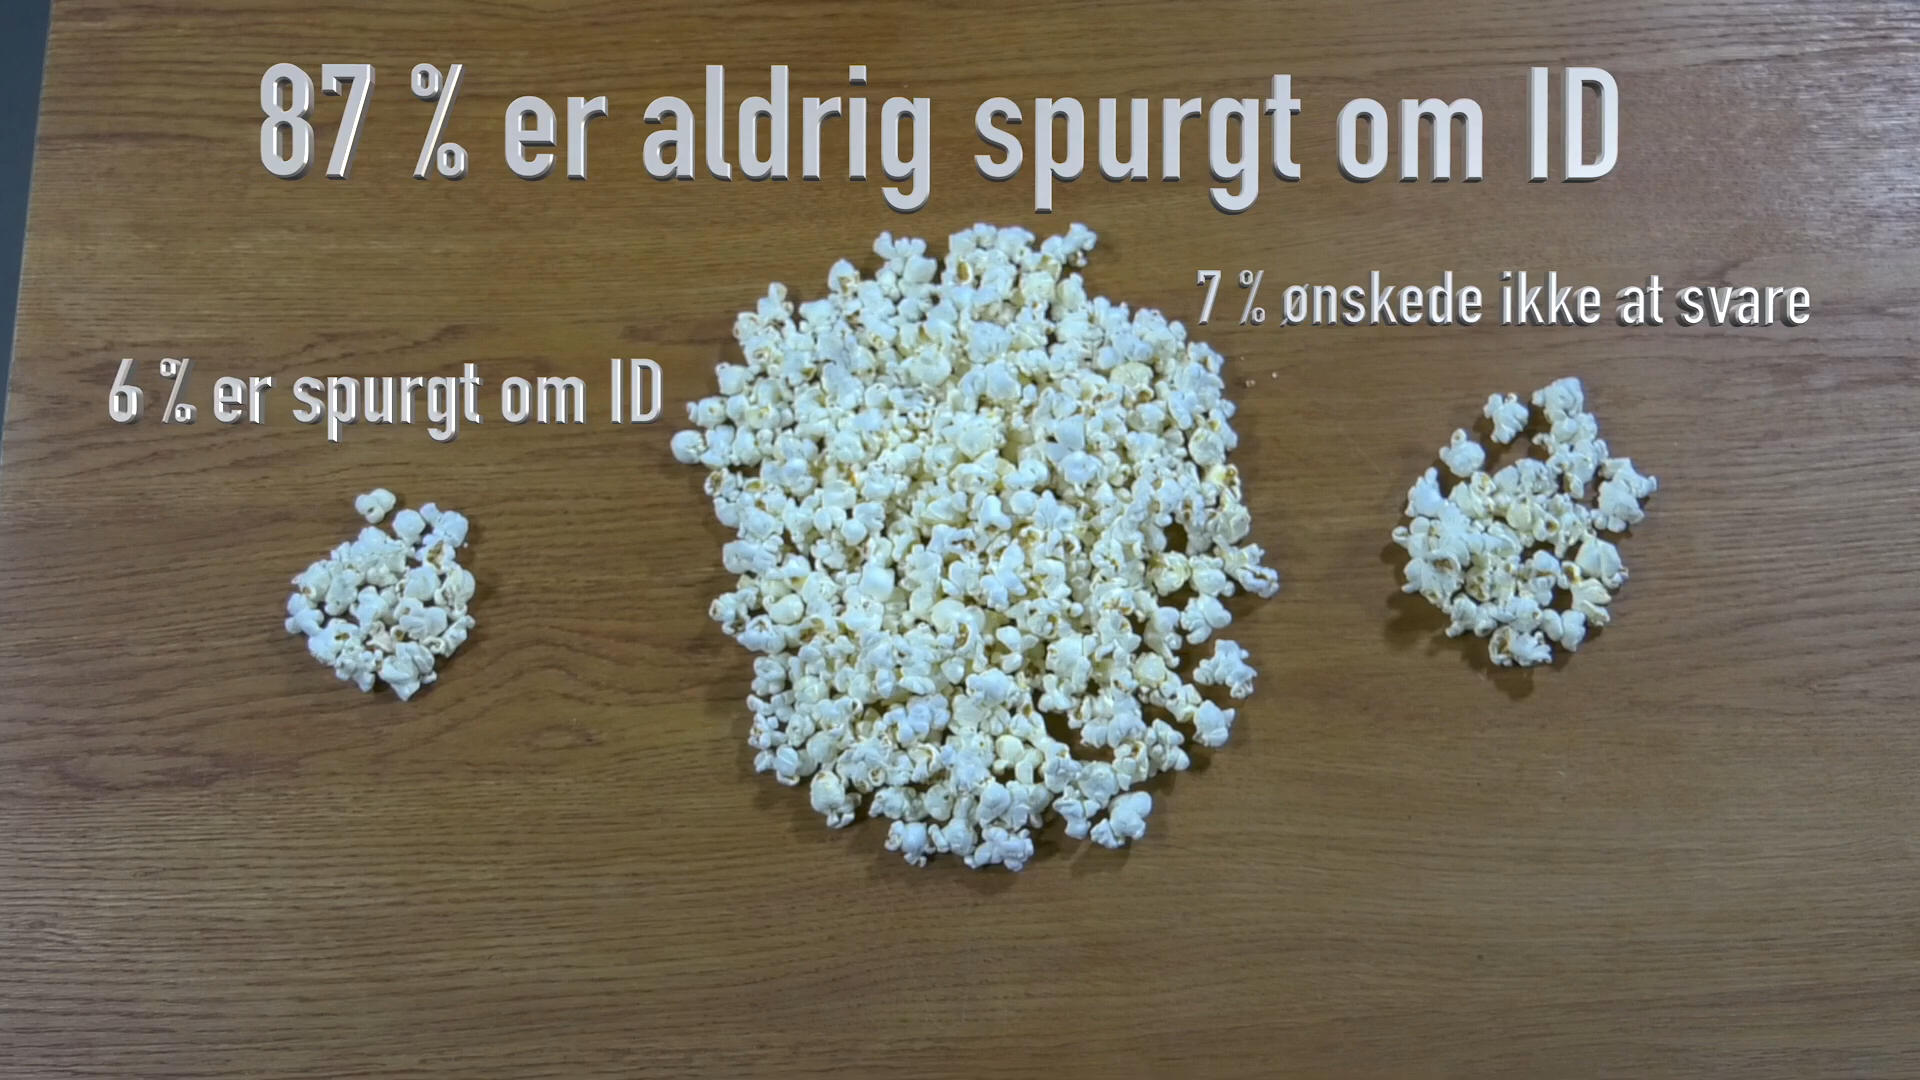 87 % er aldrig spurgt om ID
7 % ønskede ikke at svare
6 % er spurgt om ID